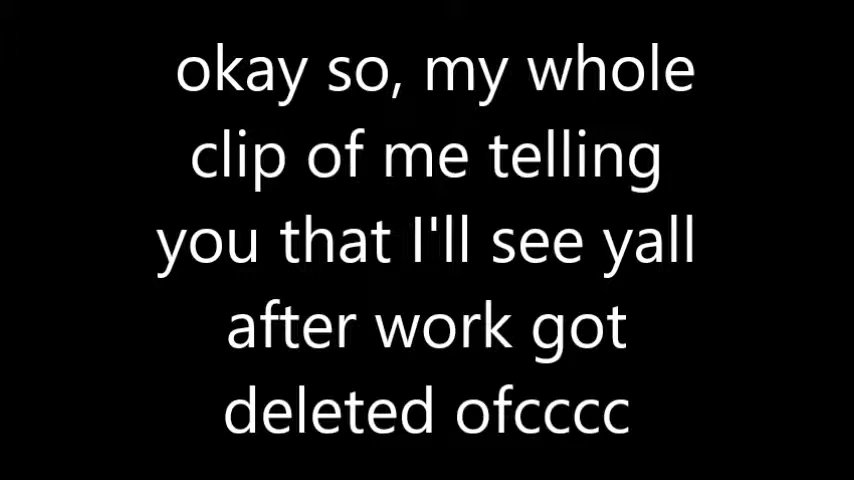 okay so, my whole
clip of me telling
you that I'll see yall
after work got
deleted ofcccc